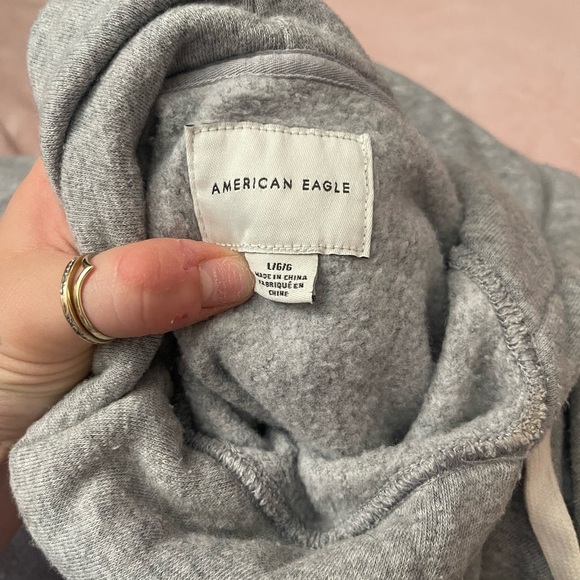 AMERICAN EAGLE
L/G/G
MADE IN CHINA
FABRIQUÉ EN
CHINE